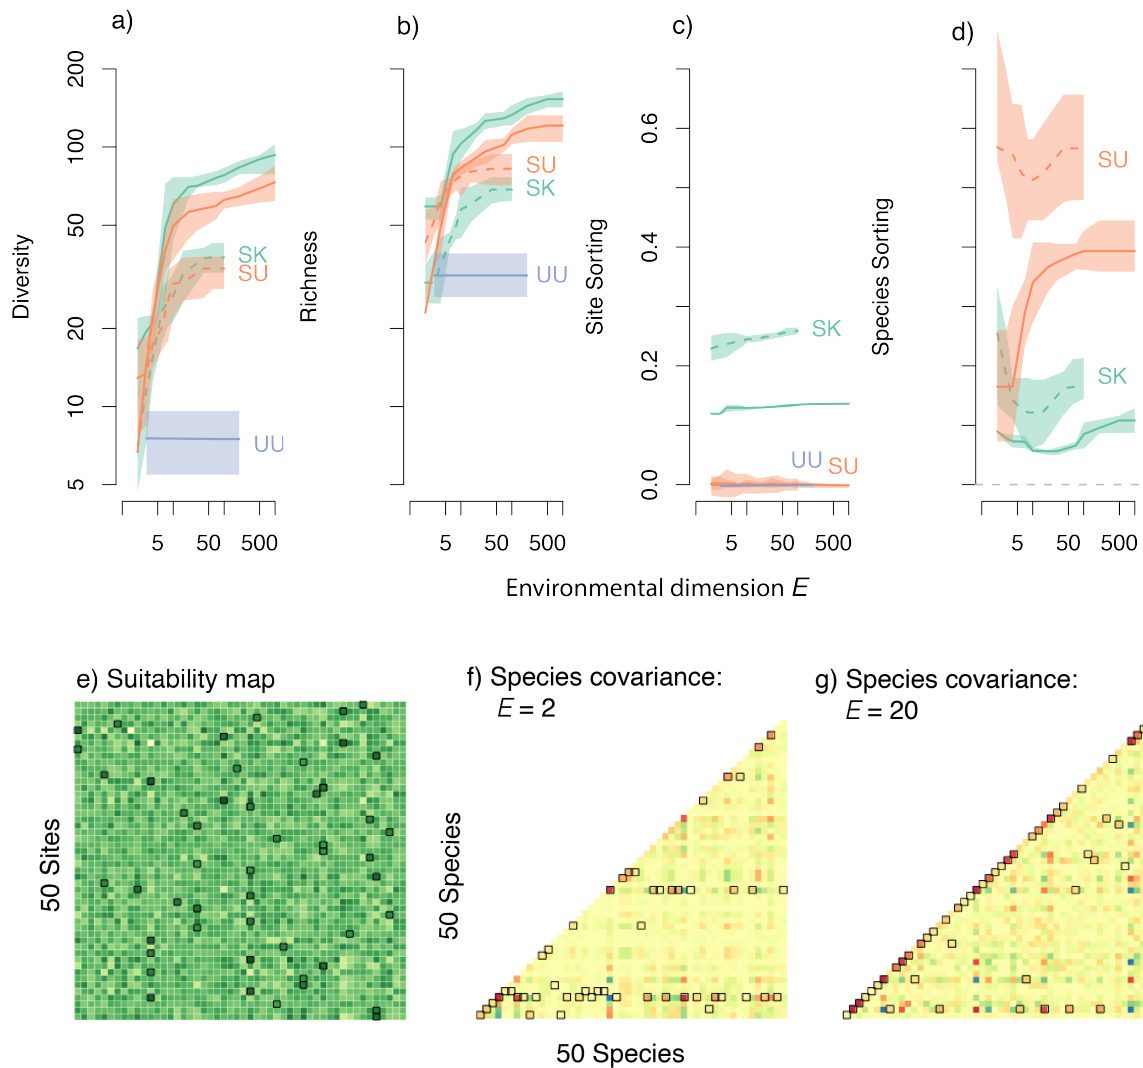 a)
b)
c)
d)
Diversity
200
100
50
20
10
5
SK
SU
UU
5
50
500
Richness
SU
SK
UU
5
50
500
Site Sorting
0.6
0.4
0.2
0.0
SK
UU
SU
5
50
500
Species Sorting
SU
SK
5
50
500
Environmental dimension E
e) Suitability map
50 Sites
f) Species covariance:
E = 2
50 Species
g) Species covariance:
E = 20
50 Species